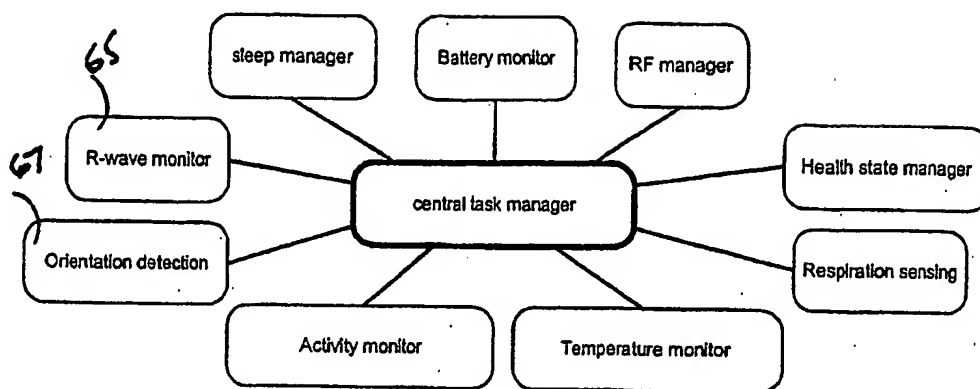 65
sleep manager
Battery monitor
RF manager
R-wave monitor
Health state manager
67
central task manager
Orientation detection
Respiration sensing
Activity monitor
Temperature monitor